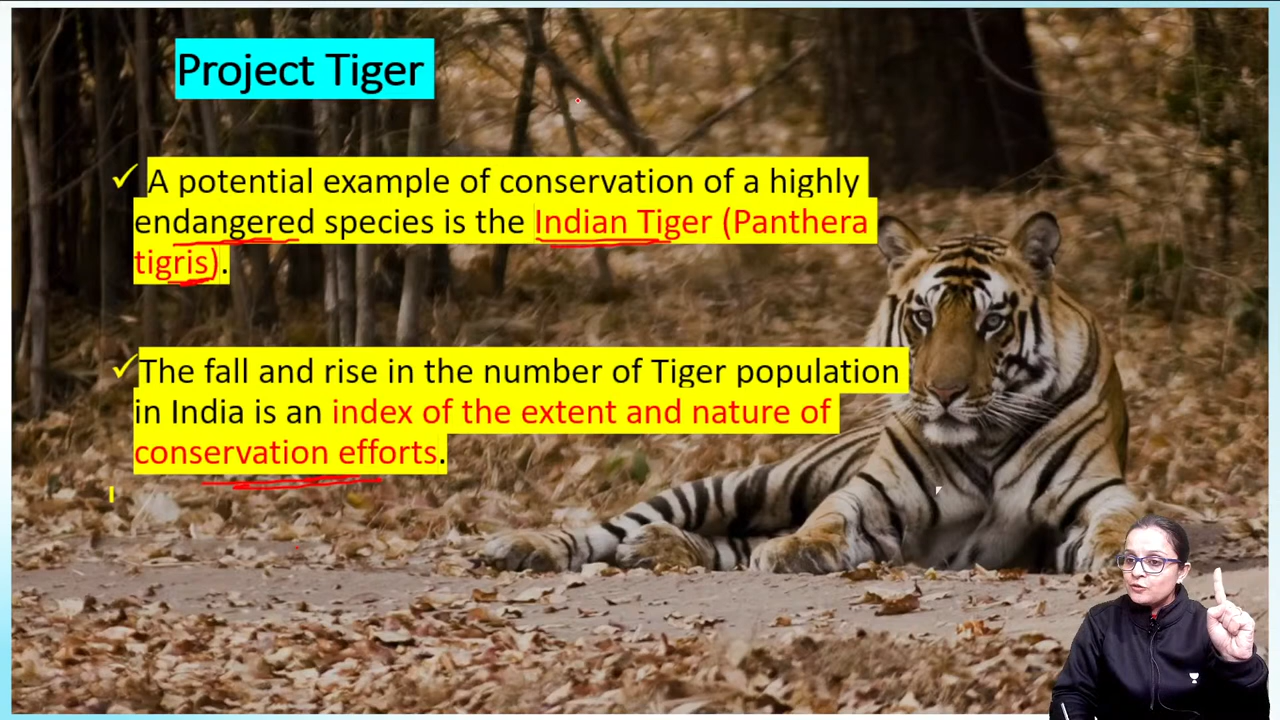 Project Tiger
A potential example of conservation of a highly
endangered species is the Indian Tiger (Panthera
tigris).
The fall and rise in the number of Tiger population
in India is an index of the extent and nature of
conservation efforts.